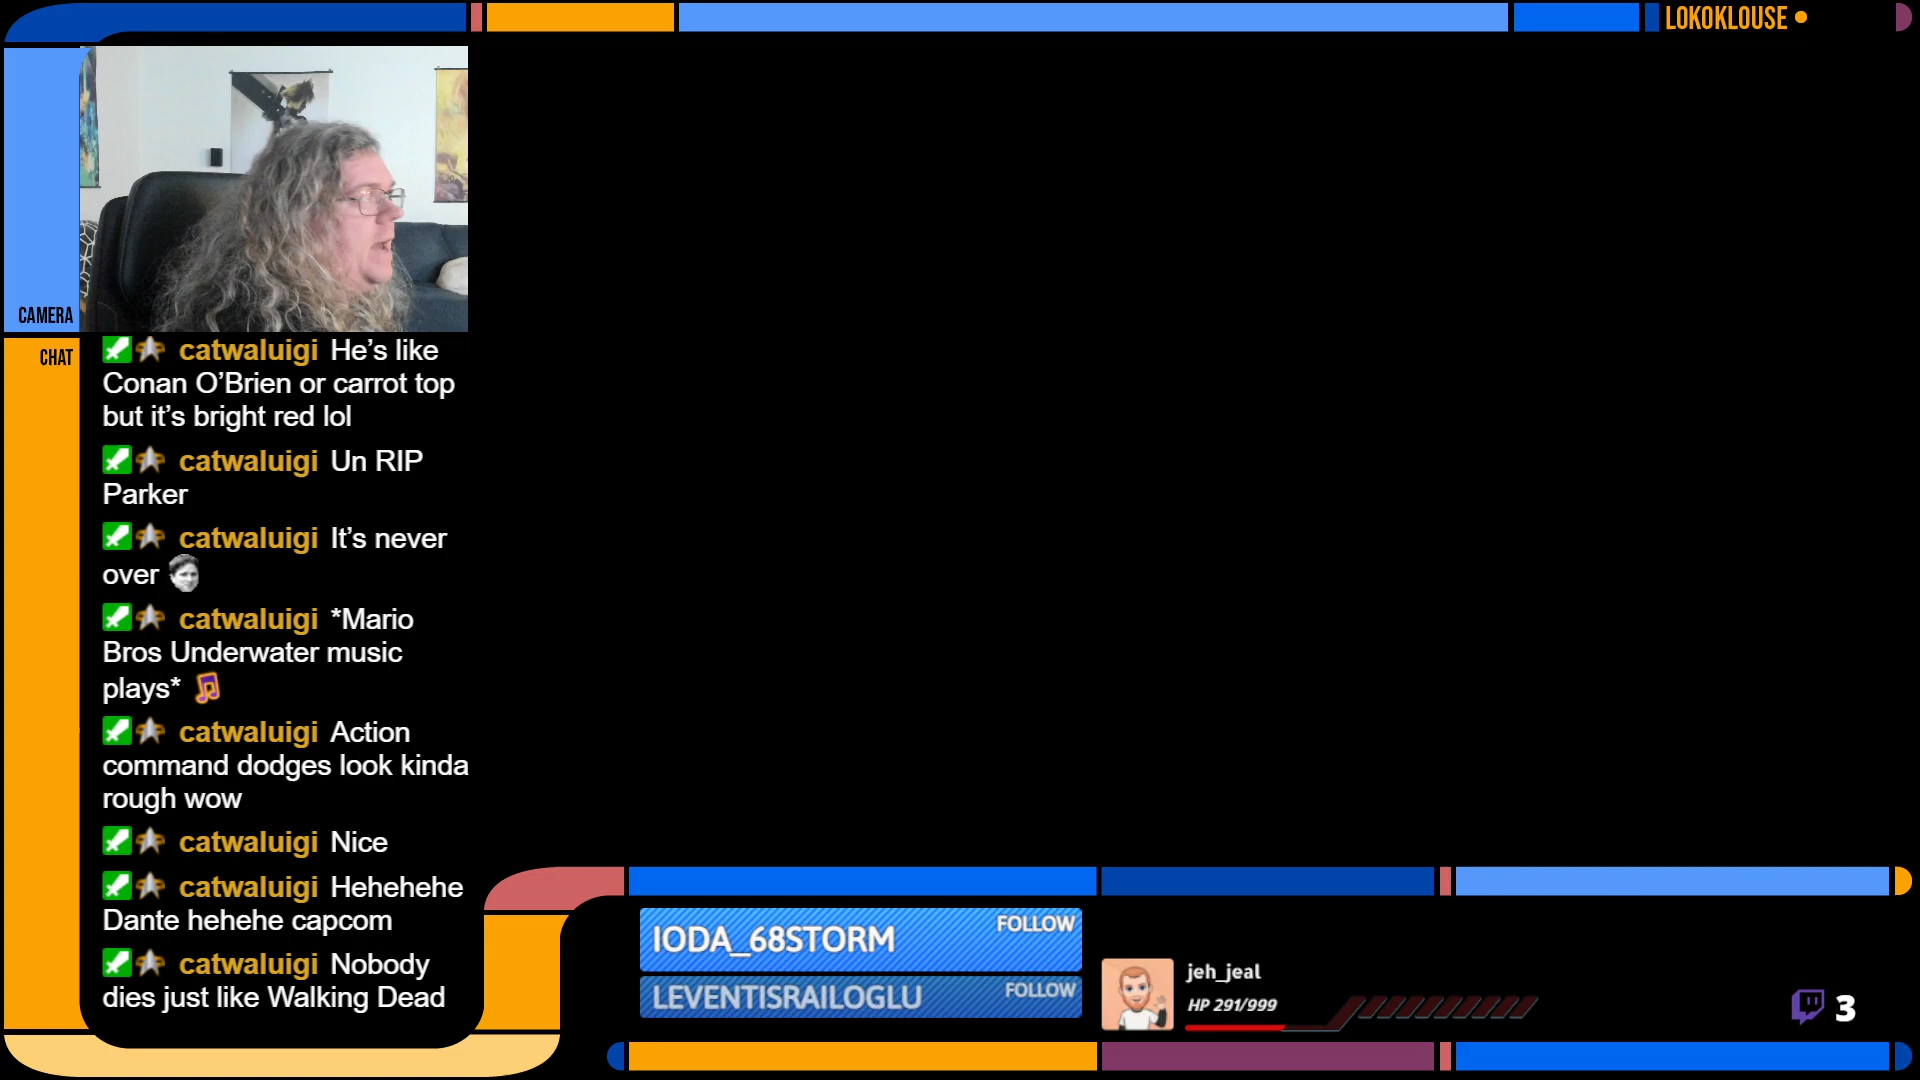 LOKOKLOUSE
CAMERA
CHAT
catwaluigi He's like
Conan O'Brien or carrot top
but it's bright red lol
catwaluigi Un RIP
Parker
catwaluigi It's never
over
catwaluigi *Mario
Bros Underwater music
plays*
catwaluigi Action
command dodges look kinda
rough wow
catwaluigi Nice
catwaluigi Hehehehe
Dante hehehe capcom
catwaluigi Nobody
dies just like Walking Dead
IODA_68STORM FOLLOW
LEVENTISRAILOGLU FOLLOW
jeh_jeal
HP 291/999
3